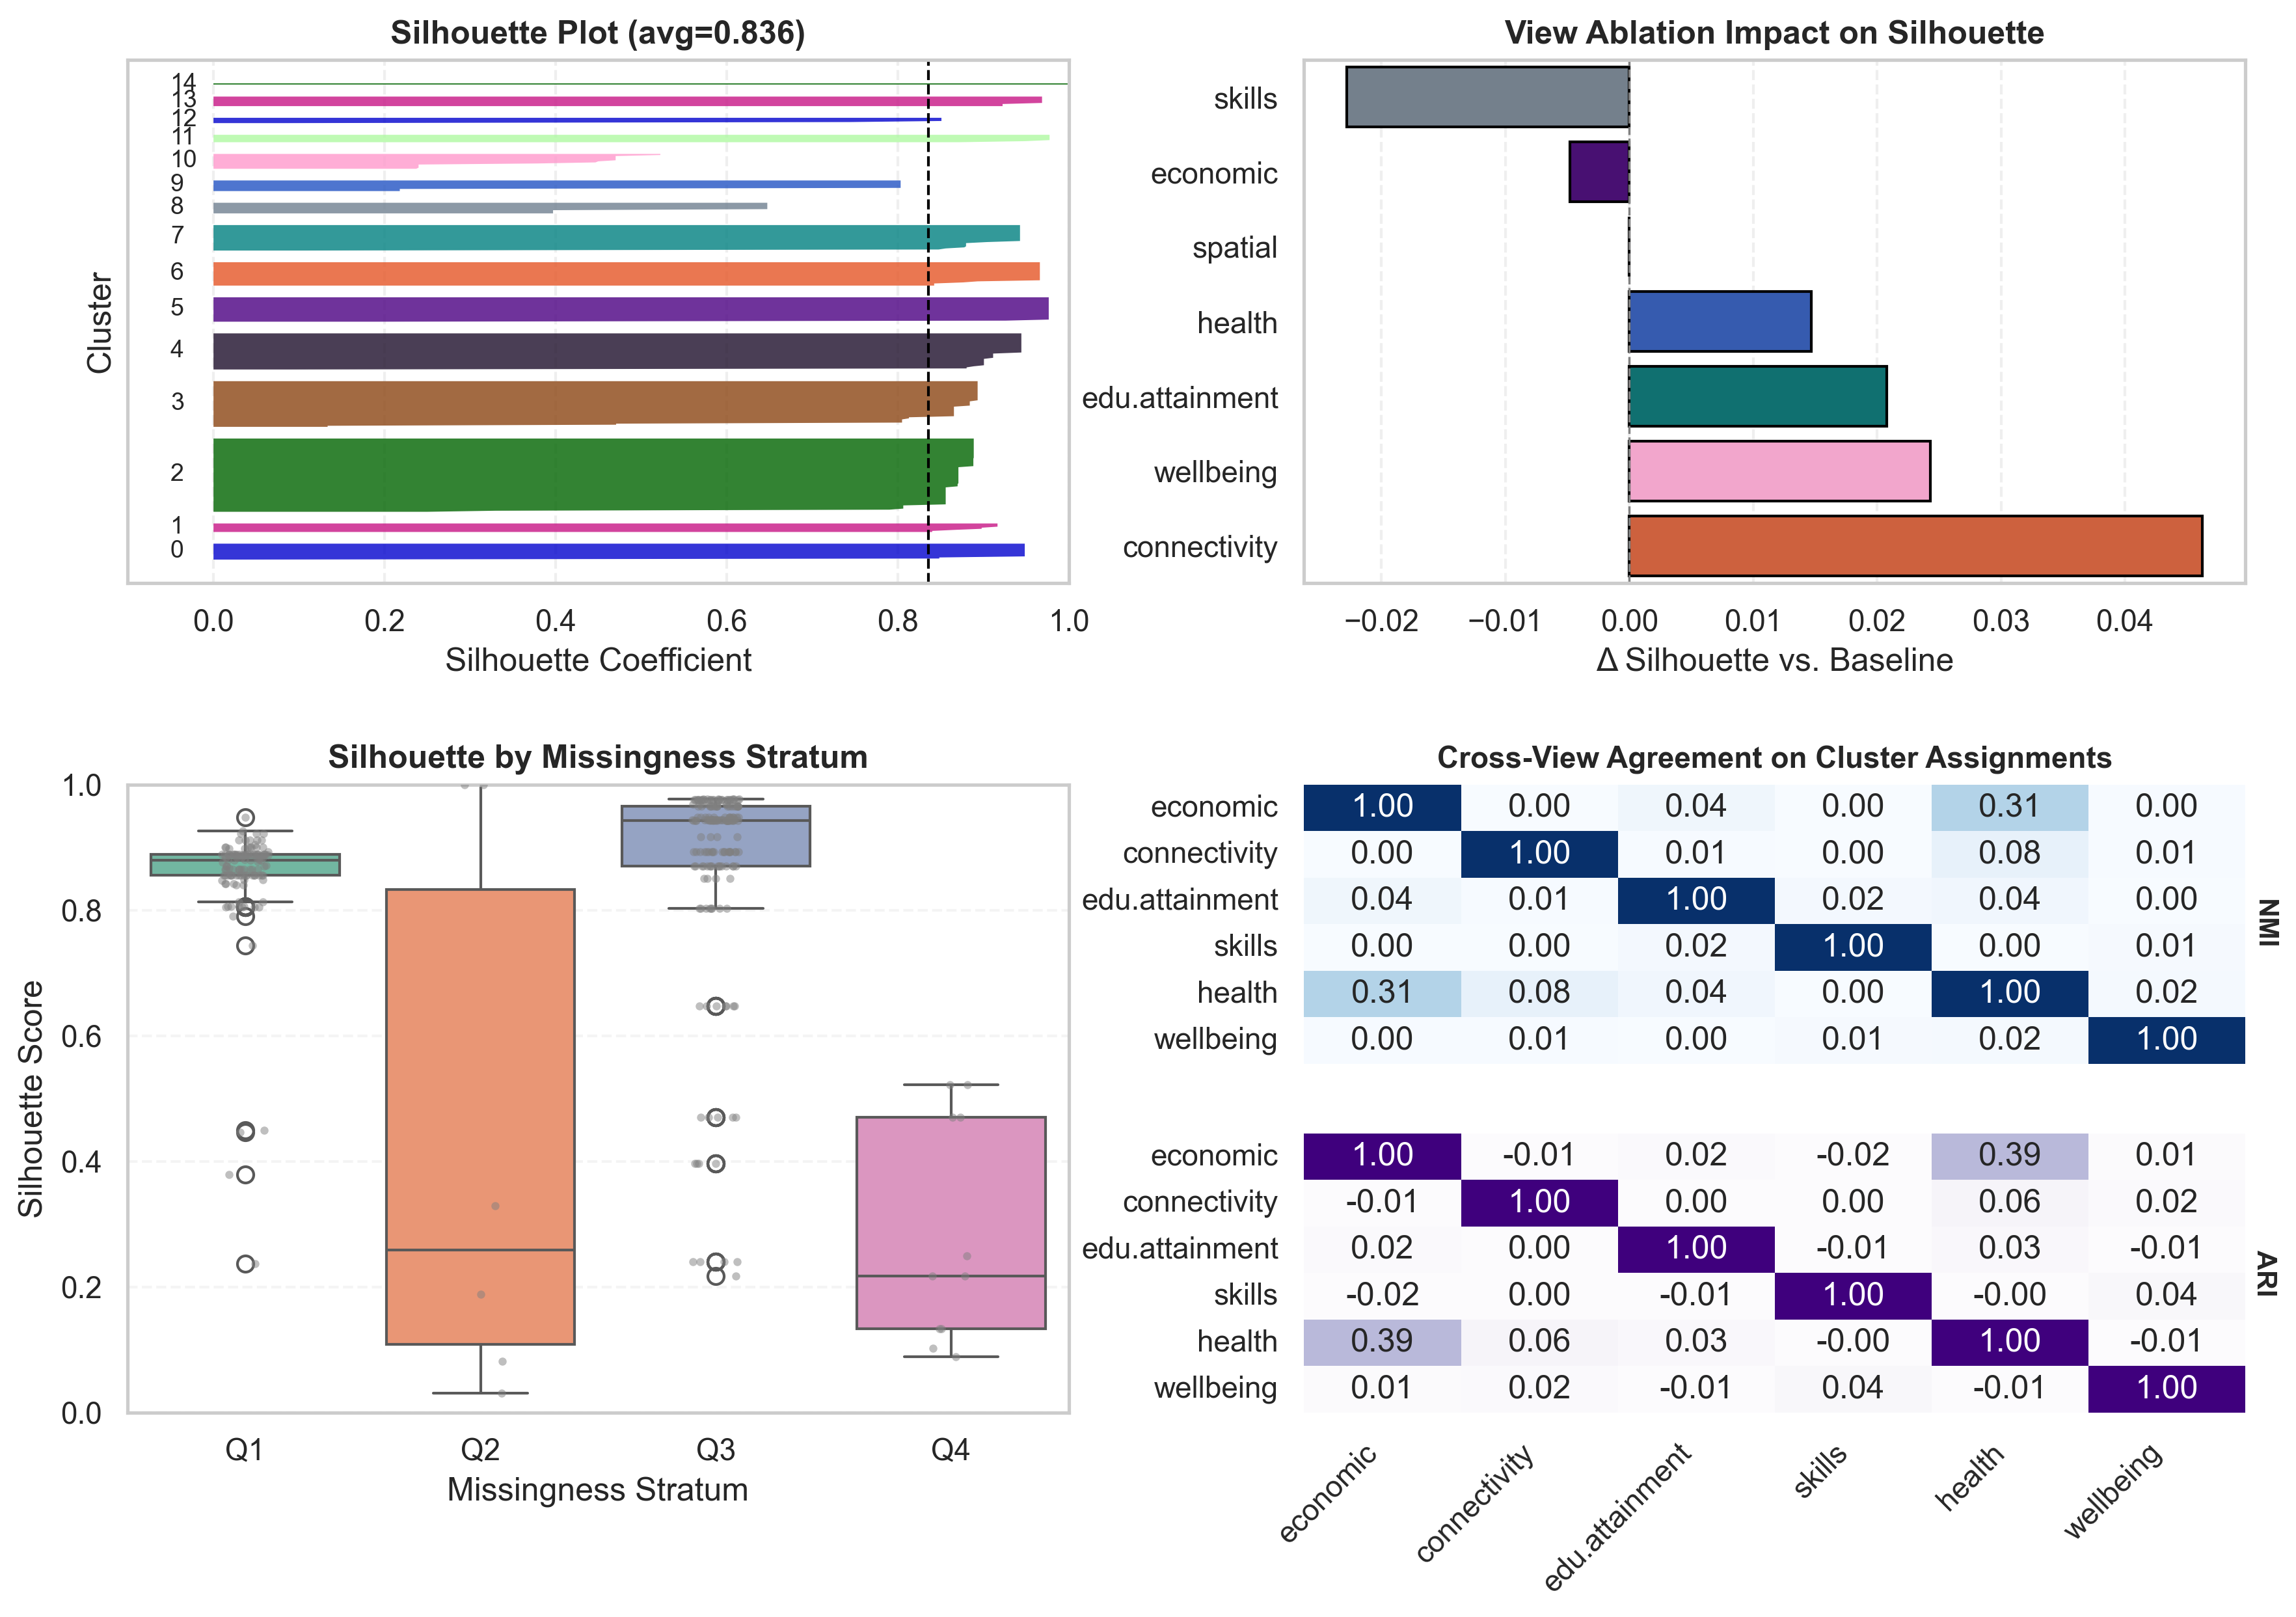 Silhouette Plot (avg=0.836)
14
13
12
11
10
9
8
7
6
5
4
3
2
1
0
Cluster
0.0 0.2 0.4 0.6 0.8 1.0
Silhouette Coefficient
View Ablation Impact on Silhouette
skills
economic
spatial
health
edu.attainment
wellbeing
connectivity
−0.02 −0.01 0.00 0.01 0.02 0.03 0.04
Δ Silhouette vs. Baseline
Silhouette by Missingness Stratum
1.0
0.8
0.6
0.4
0.2
0.0
Silhouette Score
Q1 Q2 Q3 Q4
Missingness Stratum
Cross-View Agreement on Cluster Assignments
economic 1.00 0.00 0.04 0.00 0.31 0.00
connectivity 0.00 1.00 0.01 0.00 0.08 0.01
edu.attainment 0.04 0.01 1.00 0.02 0.04 0.00
skills 0.00 0.00 0.02 1.00 0.00 0.01
health 0.31 0.08 0.04 0.00 1.00 0.02
wellbeing 0.00 0.01 0.00 0.01 0.02 1.00
NMI
economic 1.00 -0.01 0.02 -0.02 0.39 0.01
connectivity -0.01 1.00 0.00 0.00 0.06 0.02
edu.attainment 0.02 0.00 1.00 -0.01 0.03 -0.01
skills -0.02 0.00 -0.01 1.00 -0.00 0.04
health 0.39 0.06 0.03 -0.00 1.00 -0.01
wellbeing 0.01 0.02 -0.01 0.04 -0.01 1.00
ARI
economic connectivity edu.attainment skills health wellbeing